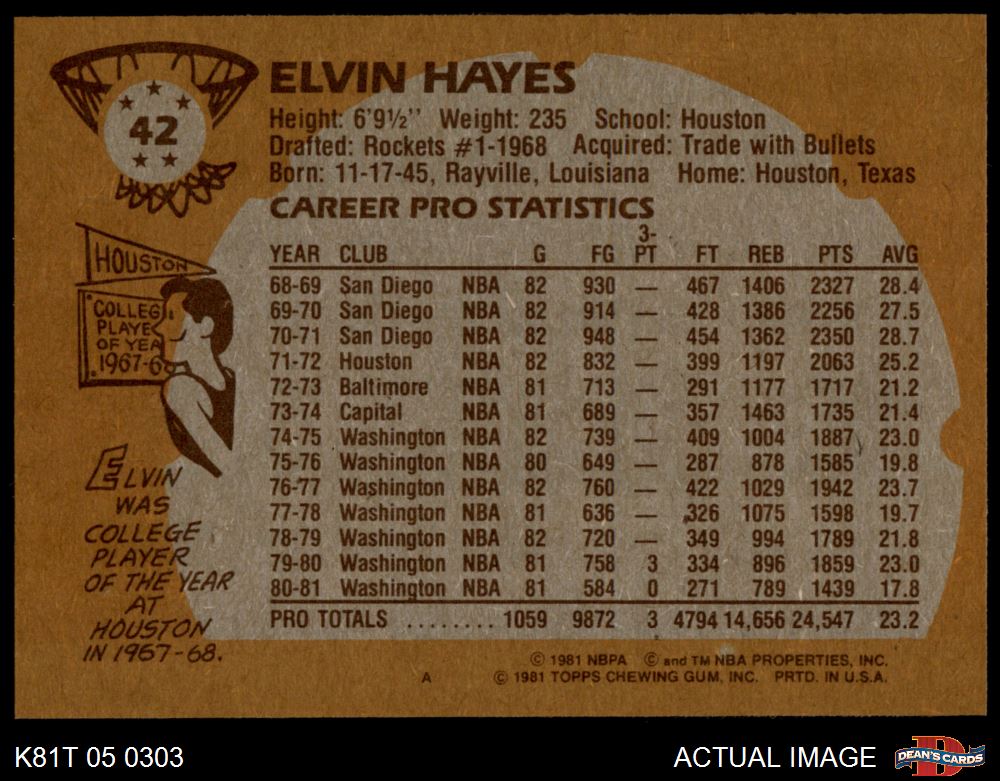 42
ELVIN HAYES
Height: 6'9½'' Weight: 235 School: Houston
Drafted: Rockets #1-1968 Acquired: Trade with Bullets
Born: 11-17-45, Rayville, Louisiana Home: Houston, Texas
CAREER PRO STATISTICS
YEAR CLUB G FG 3-PT FT REB PTS AVG
68-69 San Diego NBA 82 930 — 467 1406 2327 28.4
69-70 San Diego NBA 82 914 — 428 1386 2256 27.5
70-71 San Diego NBA 82 948 — 454 1362 2350 28.7
71-72 Houston NBA 82 832 — 399 1197 2063 25.2
72-73 Baltimore NBA 81 713 — 291 1177 1717 21.2
73-74 Capital NBA 81 689 — 357 1463 1735 21.4
74-75 Washington NBA 82 739 — 409 1004 1887 23.0
75-76 Washington NBA 80 649 — 287 878 1585 19.8
76-77 Washington NBA 82 760 — 422 1029 1942 23.7
77-78 Washington NBA 81 636 — 326 1075 1598 19.7
78-79 Washington NBA 82 720 — 349 994 1789 21.8
79-80 Washington NBA 81 758 3 334 896 1859 23.0
80-81 Washington NBA 81 584 0 271 789 1439 17.8
PRO TOTALS ........ 1059 9872 3 4794 14,656 24,547 23.2
HOUSTON
COLLEG
PLAYE
OF YEA
1967-6
ELVIN
WAS
COLLEGE
PLAYER
OF THE YEAR
AT
HOUSTON
IN 1967-68.
© 1981 NBPA © and TM NBA PROPERTIES, INC.
A © 1981 TOPPS CHEWING GUM, INC. PRTD. IN U.S.A.
K81T 05 0303 ACTUAL IMAGE
D
DEAN'S CARDS